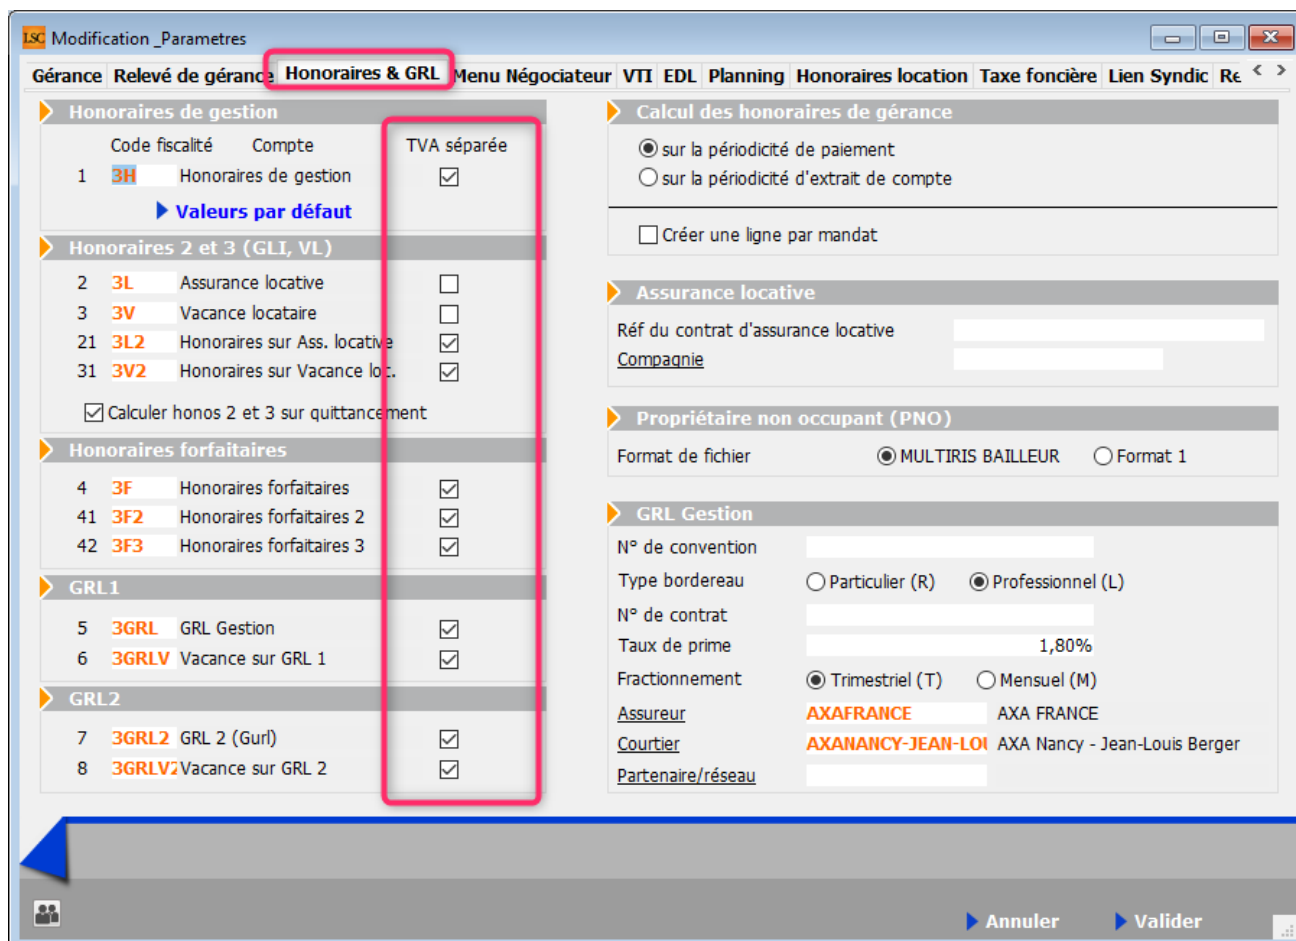 LSC Modification _Parametres
Gérance Relevé de gérance Honoraires & GRL Menu Négociateur VTI EDL Planning Honoraires location Taxe foncière Lien Syndic Re
Honoraires de gestion
Code fiscalité Compte TVA séparée
1 3H Honoraires de gestion
Valeurs par défaut
Honoraires 2 et 3 (GLI, VL)
2 3L Assurance locative
3 3V Vacance locataire
21 3L2 Honoraires sur Ass. locative
31 3V2 Honoraires sur Vacance loc.
Calculer honos 2 et 3 sur quittancement
Honoraires forfaitaires
4 3F Honoraires forfaitaires
41 3F2 Honoraires forfaitaires 2
42 3F3 Honoraires forfaitaires 3
GRL1
5 3GRL GRL Gestion
6 3GRLV Vacance sur GRL 1
GRL2
7 3GRL2 GRL 2 (Gurl)
8 3GRLV2 Vacance sur GRL 2
Calcul des honoraires de gérance
sur la périodicité de paiement
sur la périodicité d'extrait de compte
Créer une ligne par mandat
Assurance locative
Réf du contrat d'assurance locative
Compagnie
Propriétaire non occupant (PNO)
Format de fichier MULTIRIS BAILLEUR Format 1
GRL Gestion
N° de convention
Type bordereau Particulier (R) Professionnel (L)
N° de contrat
Taux de prime 1,80%
Fractionnement Trimestriel (T) Mensuel (M)
Assureur AXAFRANCE AXA FRANCE
Courtier AXANANCY-JEAN-LOU AXA Nancy - Jean-Louis Berger
Partenaire/réseau
Annuler Valider